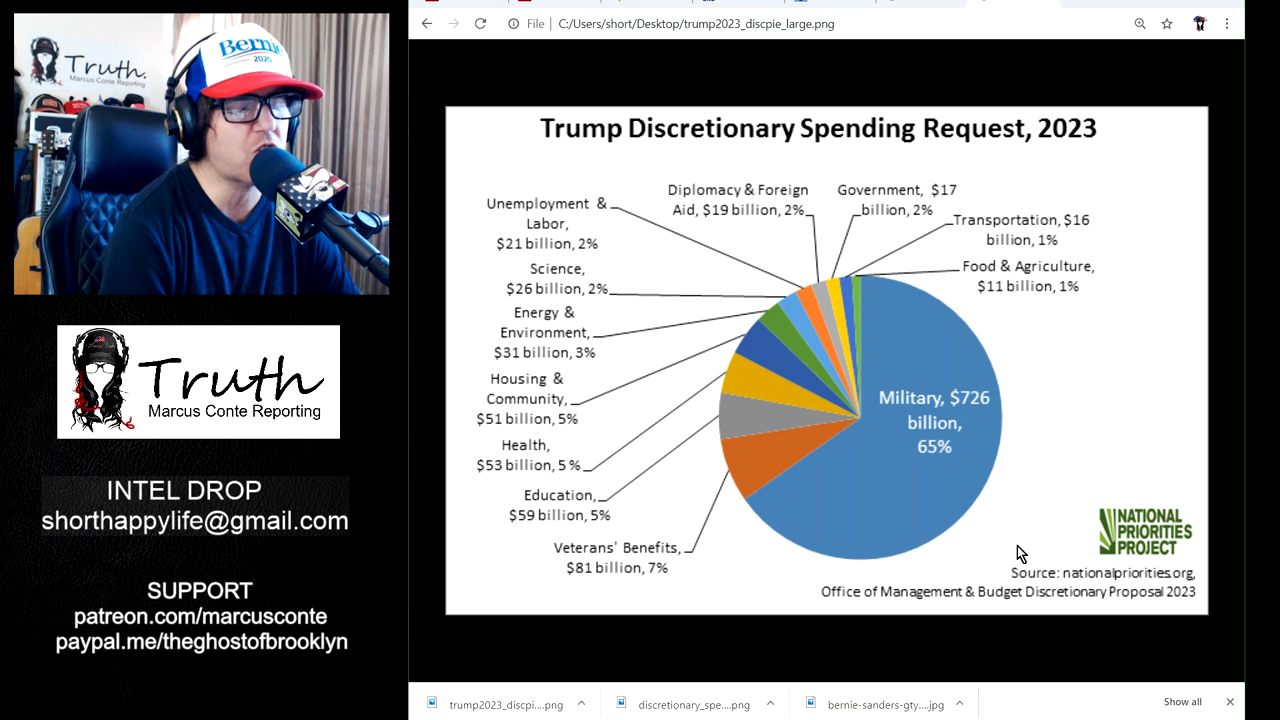 Truth.
Marcus Conte Reporting
Bernie
Truth
Marcus Conte Reporting
INTEL DROP
shorthappylife@gmail.com
SUPPORT
patreon.com/marcusconte
paypal.me/theghostofbrooklyn
File | C:/Users/short/Desktop/trump2023_discpie_large.png
Trump Discretionary Spending Request, 2023
Unemployment &
Labor,
$21 billion, 2%
Diplomacy & Foreign
Aid, $19 billion, 2%
Government, $17
billion, 2%
Transportation, $16
billion, 1%
Food & Agriculture,
$11 billion, 1%
Science,
$26 billion, 2%
Energy &
Environment,
$31 billion, 3%
Housing &
Community,
$51 billion, 5%
Health,
$53 billion, 5%
Education,
$59 billion, 5%
Veterans' Benefits,
$81 billion, 7%
Military, $726
billion,
65%
NATIONAL
PRIORITIES
PROJECT
Source: nationalpriorities.org,
Office of Management & Budget Discretionary Proposal 2023
trump2023_discpi....png
discretionary_spe....png
bernie-sanders-gty....jpg
Show all